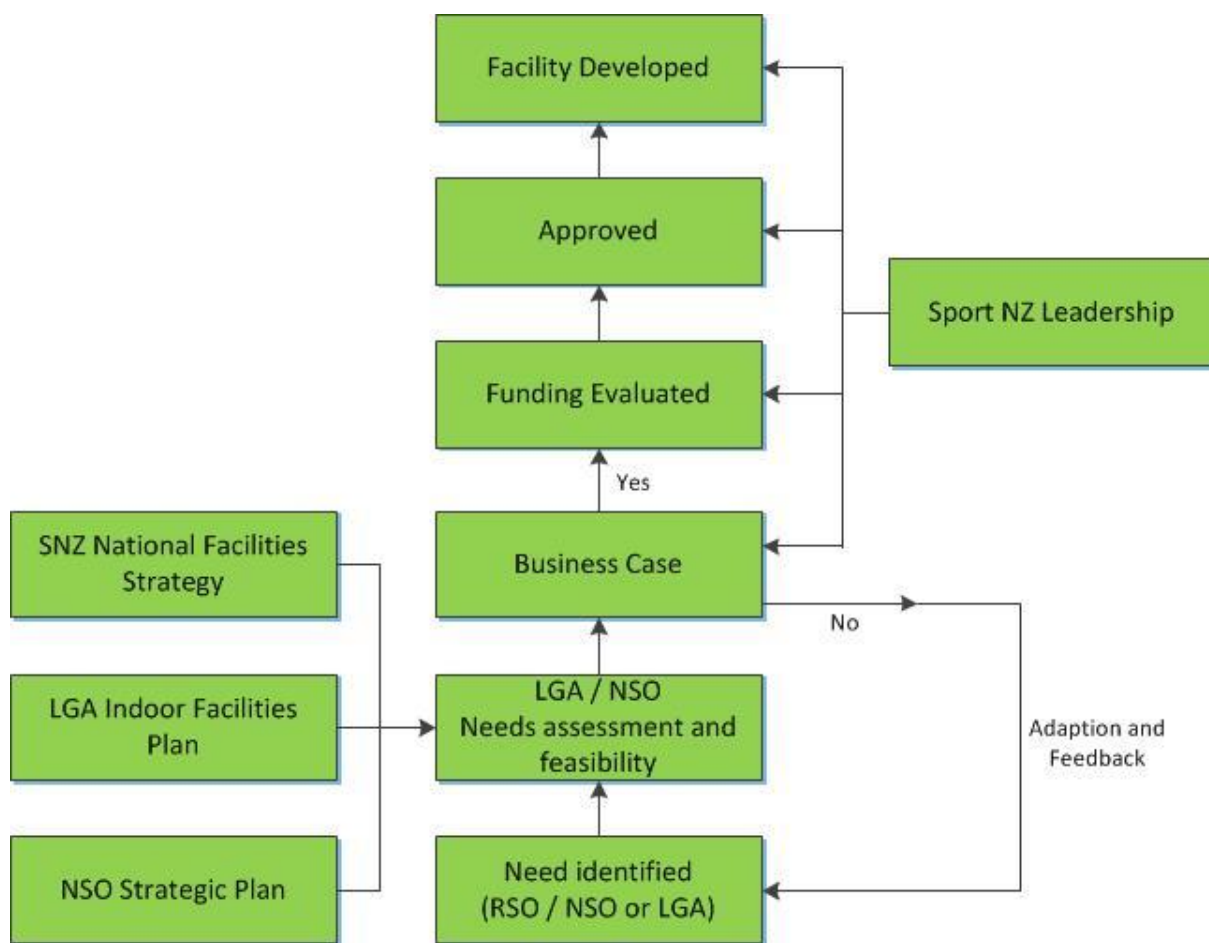 Facility Developed
Approved
Sport NZ Leadership
Funding Evaluated
Yes
SNZ National Facilities
Strategy
Business Case
No
LGA Indoor Facilities
Plan
LGA / NSO
Needs assessment and
feasibility
Adaption and
Feedback
NSO Strategic Plan
Need identified
(RSO / NSO or LGA)